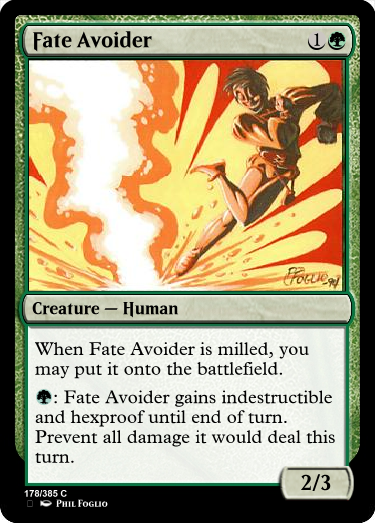 Fate Avoider 1
PFOGLIO_94
Creature — Human
When Fate Avoider is milled, you
may put it onto the battlefield.
: Fate Avoider gains indestructible
and hexproof until end of turn.
Prevent all damage it would deal this
turn.
2/3
178/385 C
PHIL FOGLIO